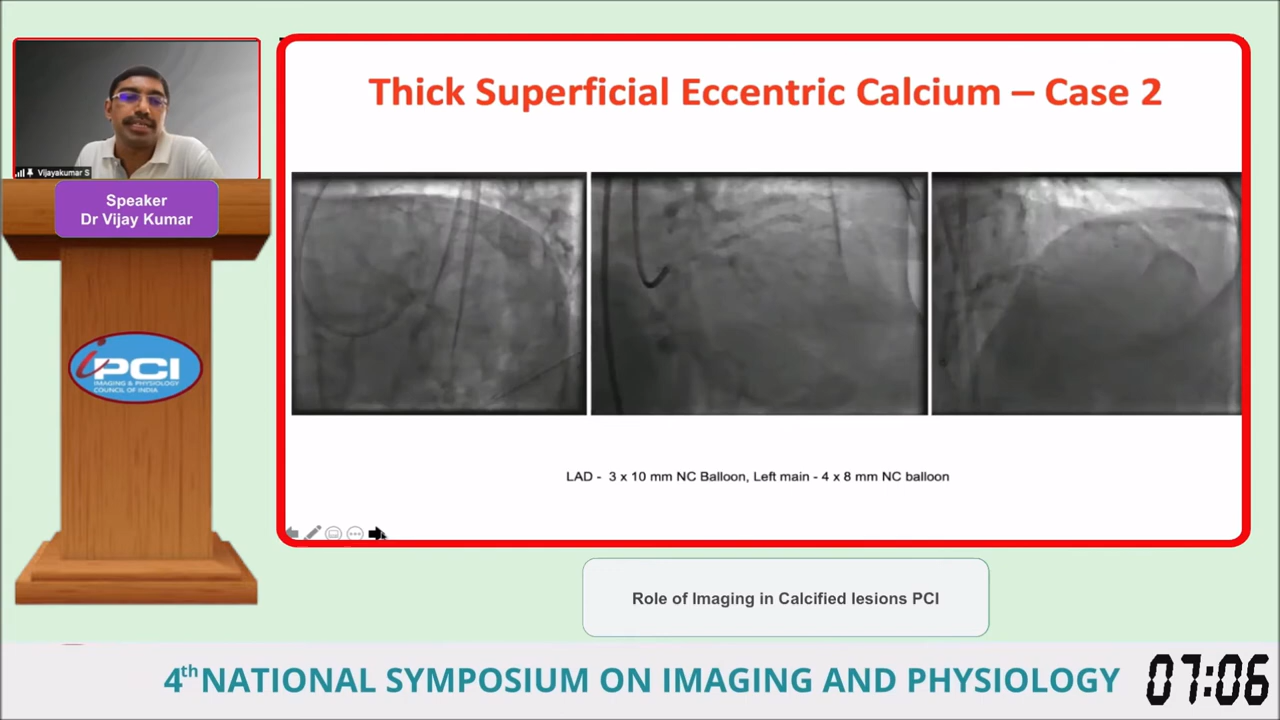 Vijayakumar S
Speaker
Dr Vijay Kumar
iPCI
IMAGING & PHYSIOLOGY
COUNCIL OF INDIA
Thick Superficial Eccentric Calcium – Case 2
LAD - 3 x 10 mm NC Balloon, Left main - 4 x 8 mm NC balloon
Role of Imaging in Calcified lesions PCI
4th NATIONAL SYMPOSIUM ON IMAGING AND PHYSIOLOGY
07:06